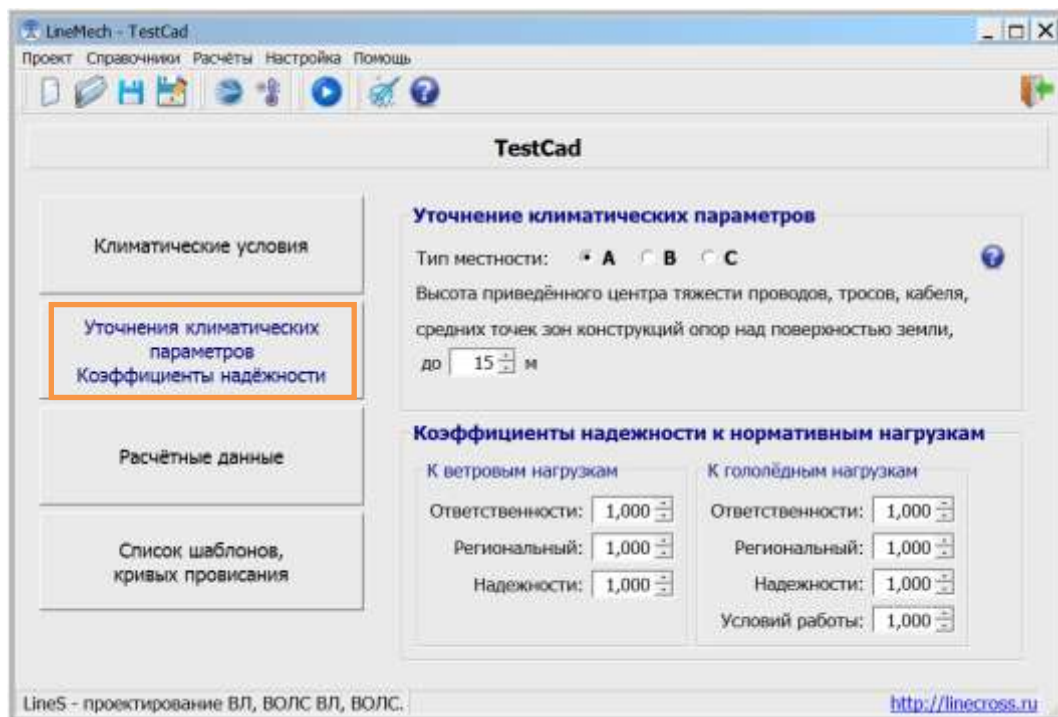 LineMech - TestCad
Проект Справочники Расчёты Настройка Помощь
TestCad
Климатические условия
Уточнения климатических
параметров
Коэффициенты надёжности
Расчётные данные
Список шаблонов,
кривых провисания
Уточнение климатических параметров
Тип местности: A B C
Высота приведённого центра тяжести проводов, тросов, кабеля,
средних точек зон конструкций опор над поверхностью земли,
до 15 м
Коэффициенты надежности к нормативным нагрузкам
К ветровым нагрузкам
Ответственности: 1,000
Региональный: 1,000
Надежности: 1,000
К гололёдным нагрузкам
Ответственности: 1,000
Региональный: 1,000
Надежности: 1,000
Условий работы: 1,000
LineS - проектирование ВЛ, ВОЛС ВЛ, ВОЛС.
http://linecross.ru